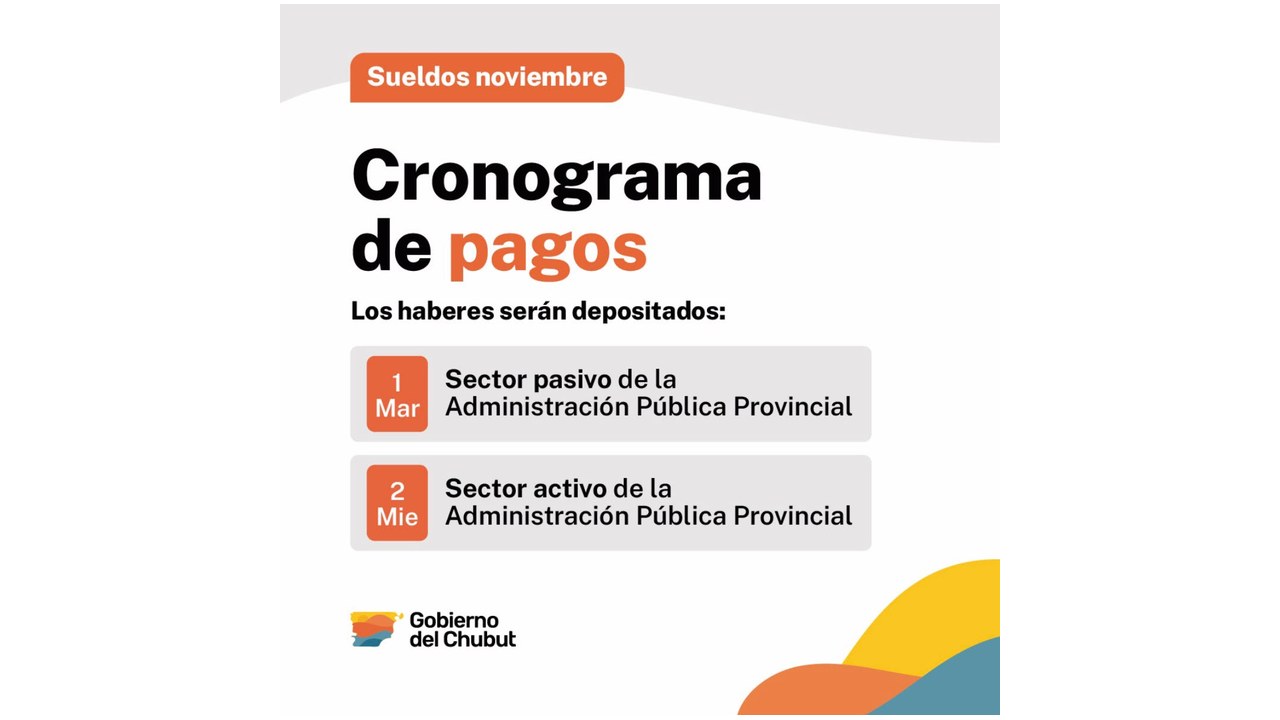 Sueldos noviembre
Cronograma
de pagos
Los haberes serán depositados:
1
Mar
Sector pasivo de la
Administración Pública Provincial
2
Mie
Sector activo de la
Administración Pública Provincial
Gobierno
del Chubut